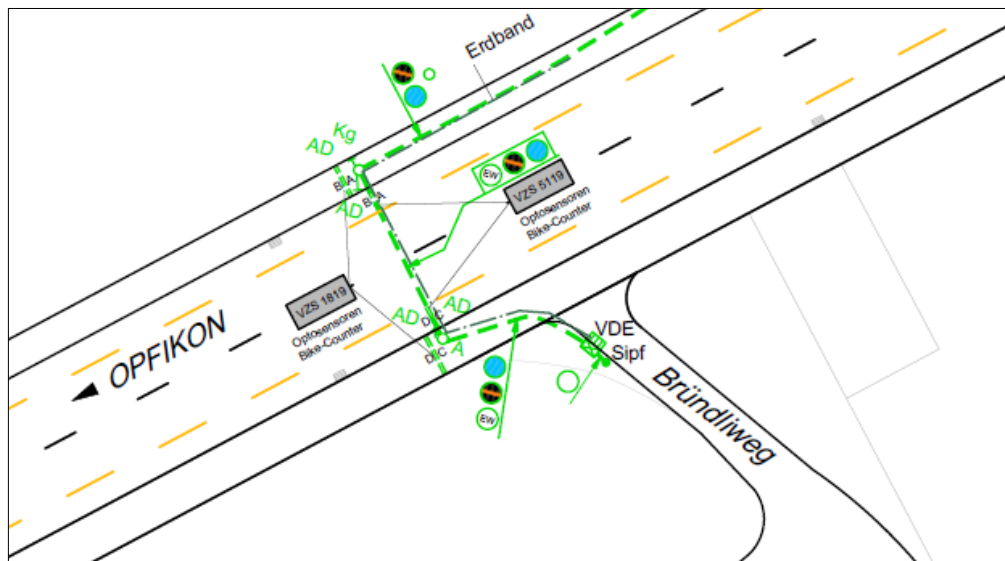 Erdband
Kg
AD
B A
AD
B A
EW
VZS 5119
Optosensoren
Bike-Counter
VZS 1819
Optosensoren
Bike-Counter
OPFIKON
AD
AD
D C
D C
A
VDE
Sipf
EW
Bründliweg